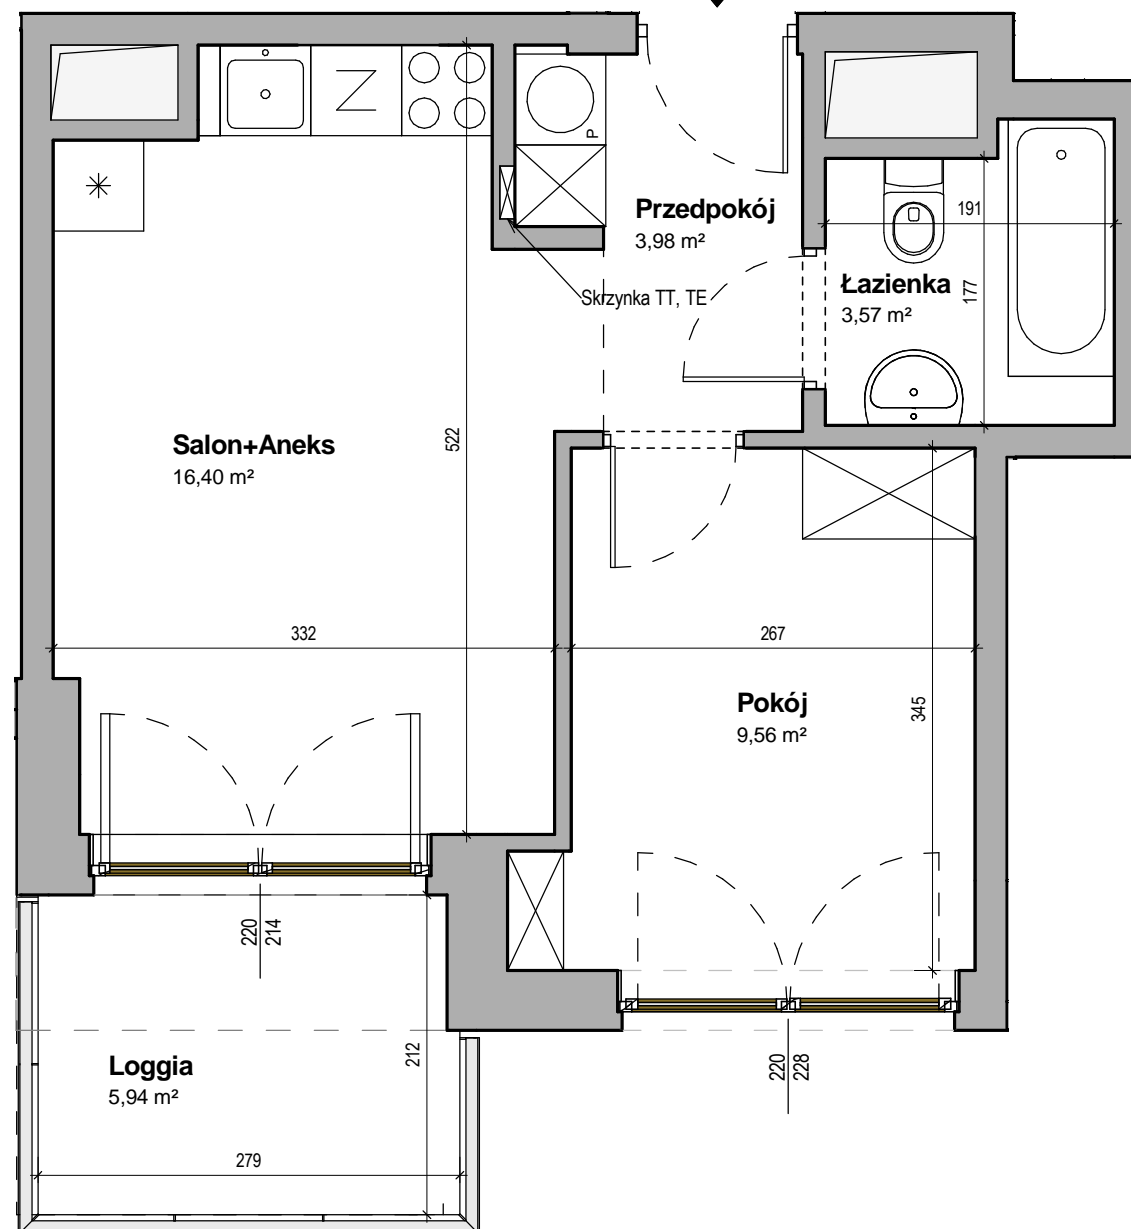 P
Przedpokój
3,98 m²
191
Łazienka
3,57 m²
177
Skrzynka TT, TE
Salon+Aneks
16,40 m²
522
332
267
Pokój
9,56 m²
345
220
214
Loggia
5,94 m²
212
220
228
279